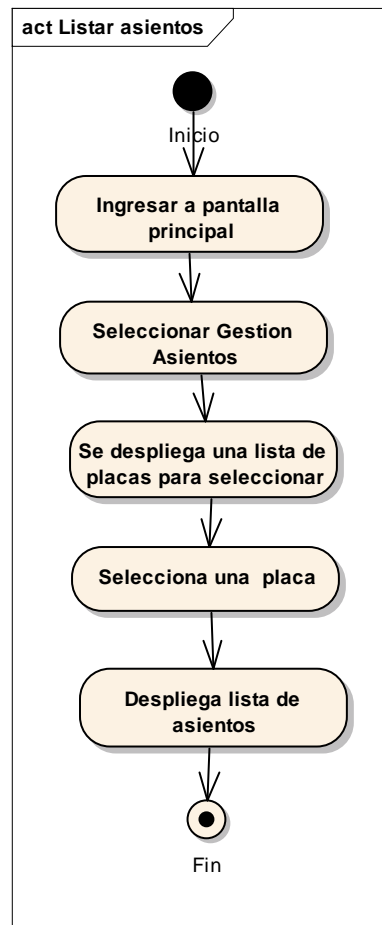 act Listar asientos
Inicio
Ingresar a pantalla
principal
Seleccionar Gestion
Asientos
Se despliega una lista de
placas para seleccionar
Selecciona una  placa
Despliega lista de
asientos
Fin